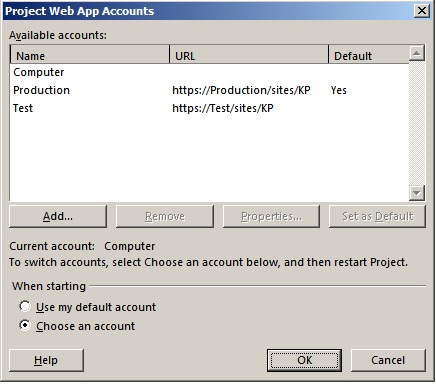 Project Web App Accounts
Available accounts:
Name URL Default
Computer
Production https://Production/sites/KP Yes
Test https://Test/sites/KP
Add... Remove Properties... Set as Default
Current account: Computer
To switch accounts, select Choose an account below, and then restart Project.
When starting
Use my default account
Choose an account
Help OK Cancel